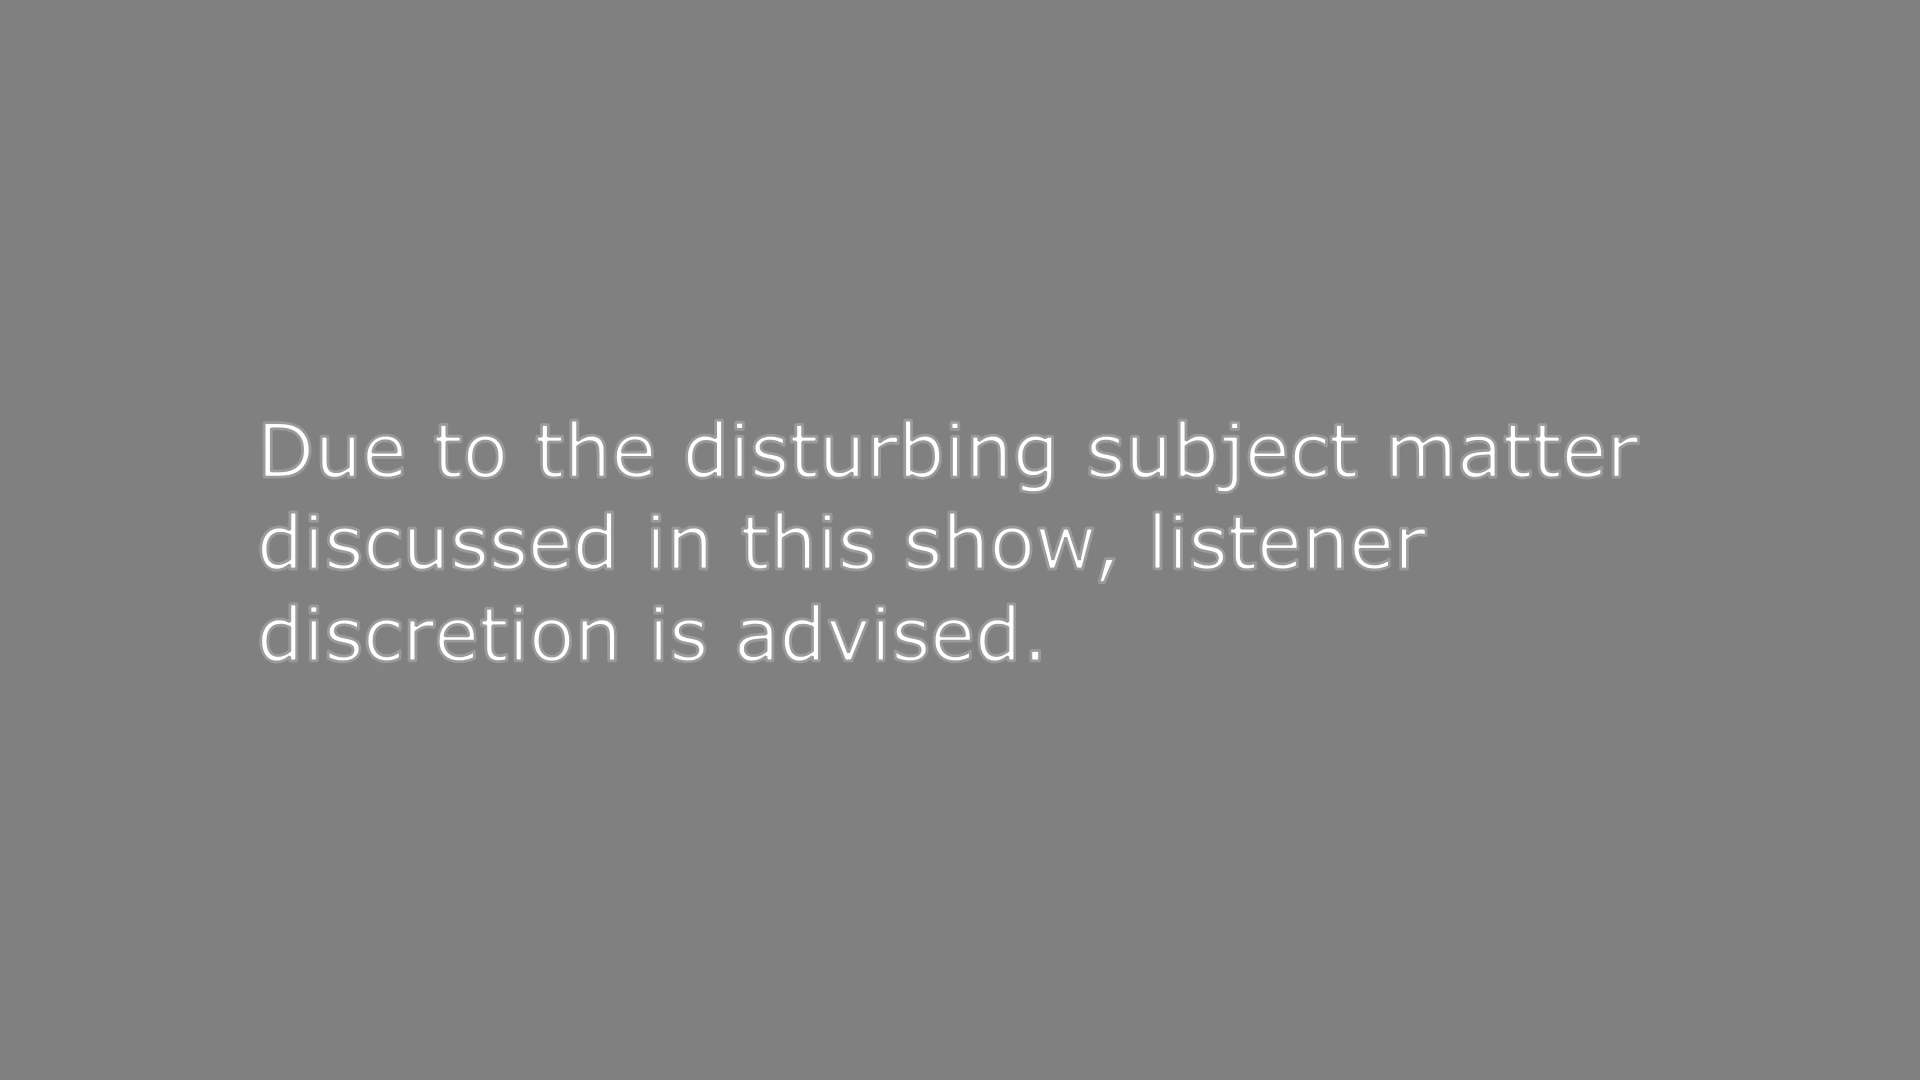 Due to the disturbing subject matter
discussed in this show, listener
discretion is advised.